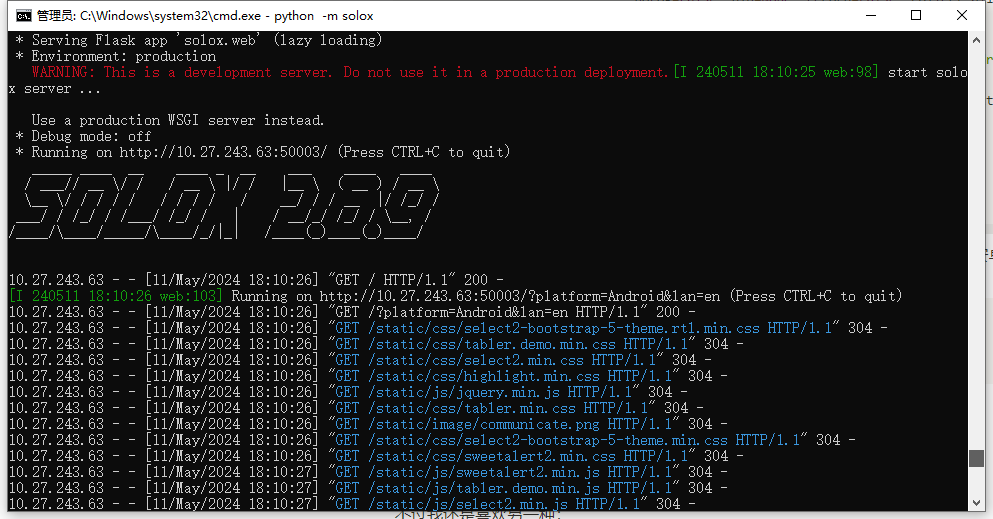 管理员: C:\Windows\system32\cmd.exe - python -m solox
* Serving Flask app 'solox.web' (lazy loading)
* Environment: production
WARNING: This is a development server. Do not use it in a production deployment.[I 240511 18:10:25 web:98] start solo
x server ...
Use a production WSGI server instead.
* Debug mode: off
* Running on http://10.27.243.63:50003/ (Press CTRL+C to quit)
SOLOX 2.8.9
10.27.243.63 - - [11/May/2024 18:10:26] "GET / HTTP/1.1" 200 -
[I 240511 18:10:26 web:103] Running on http://10.27.243.63:50003/?platform=Android&lan=en (Press CTRL+C to quit)
10.27.243.63 - - [11/May/2024 18:10:26] "GET /?platform=Android&lan=en HTTP/1.1" 200 -
10.27.243.63 - - [11/May/2024 18:10:26] "GET /static/css/select2-bootstrap-5-theme.rtl.min.css HTTP/1.1" 304 -
10.27.243.63 - - [11/May/2024 18:10:26] "GET /static/css/tabler.demo.min.css HTTP/1.1" 304 -
10.27.243.63 - - [11/May/2024 18:10:26] "GET /static/css/select2.min.css HTTP/1.1" 304 -
10.27.243.63 - - [11/May/2024 18:10:26] "GET /static/css/highlight.min.css HTTP/1.1" 304 -
10.27.243.63 - - [11/May/2024 18:10:26] "GET /static/js/jquery.min.js HTTP/1.1" 304 -
10.27.243.63 - - [11/May/2024 18:10:26] "GET /static/css/tabler.min.css HTTP/1.1" 304 -
10.27.243.63 - - [11/May/2024 18:10:26] "GET /static/image/communicate.png HTTP/1.1" 304 -
10.27.243.63 - - [11/May/2024 18:10:26] "GET /static/css/select2-bootstrap-5-theme.min.css HTTP/1.1" 304 -
10.27.243.63 - - [11/May/2024 18:10:26] "GET /static/css/sweetalert2.min.css HTTP/1.1" 304 -
10.27.243.63 - - [11/May/2024 18:10:27] "GET /static/js/sweetalert2.min.js HTTP/1.1" 304 -
10.27.243.63 - - [11/May/2024 18:10:27] "GET /static/js/tabler.demo.min.js HTTP/1.1" 304 -
10.27.243.63 - - [11/May/2024 18:10:27] "GET /static/js/select2.min.js HTTP/1.1" 304 -